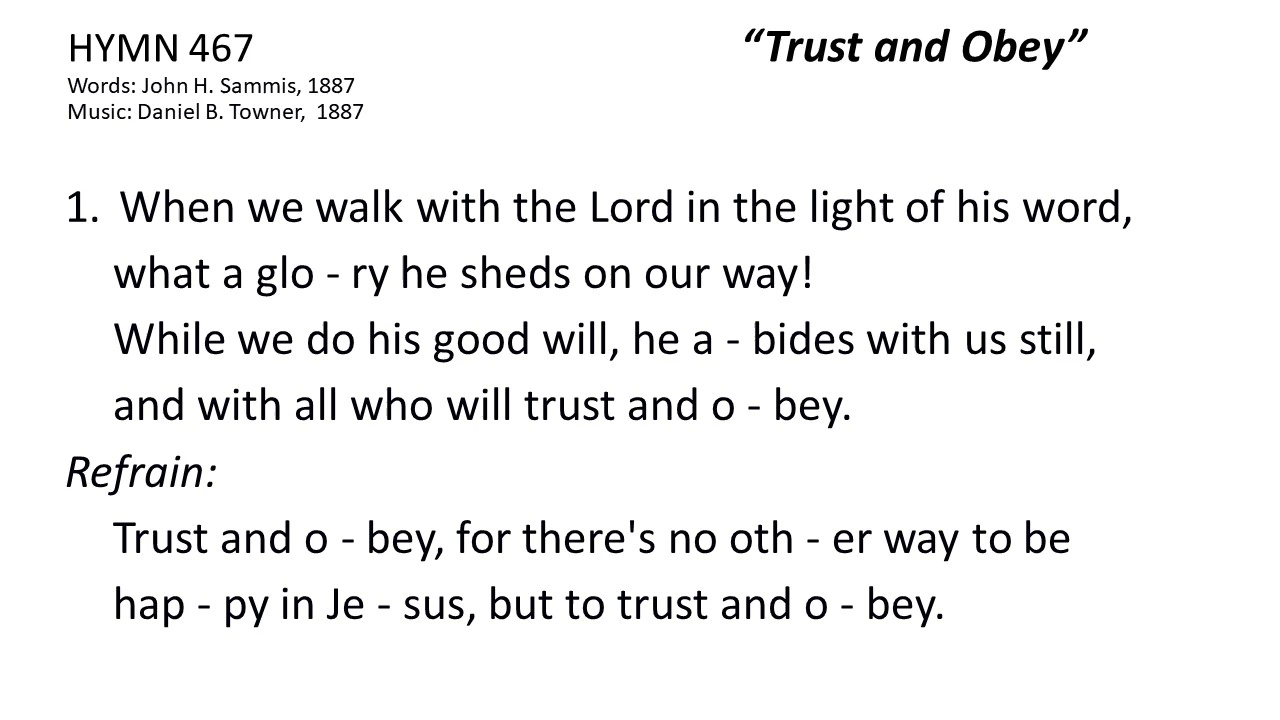 HYMN 467
“Trust and Obey”
Words: John H. Sammis, 1887
Music: Daniel B. Towner,  1887
1.  When we walk with the Lord in the light of his word,
what a glo - ry he sheds on our way!
While we do his good will, he a - bides with us still,
and with all who will trust and o - bey.
Refrain:
Trust and o - bey, for there's no oth - er way to be
hap - py in Je - sus, but to trust and o - bey.